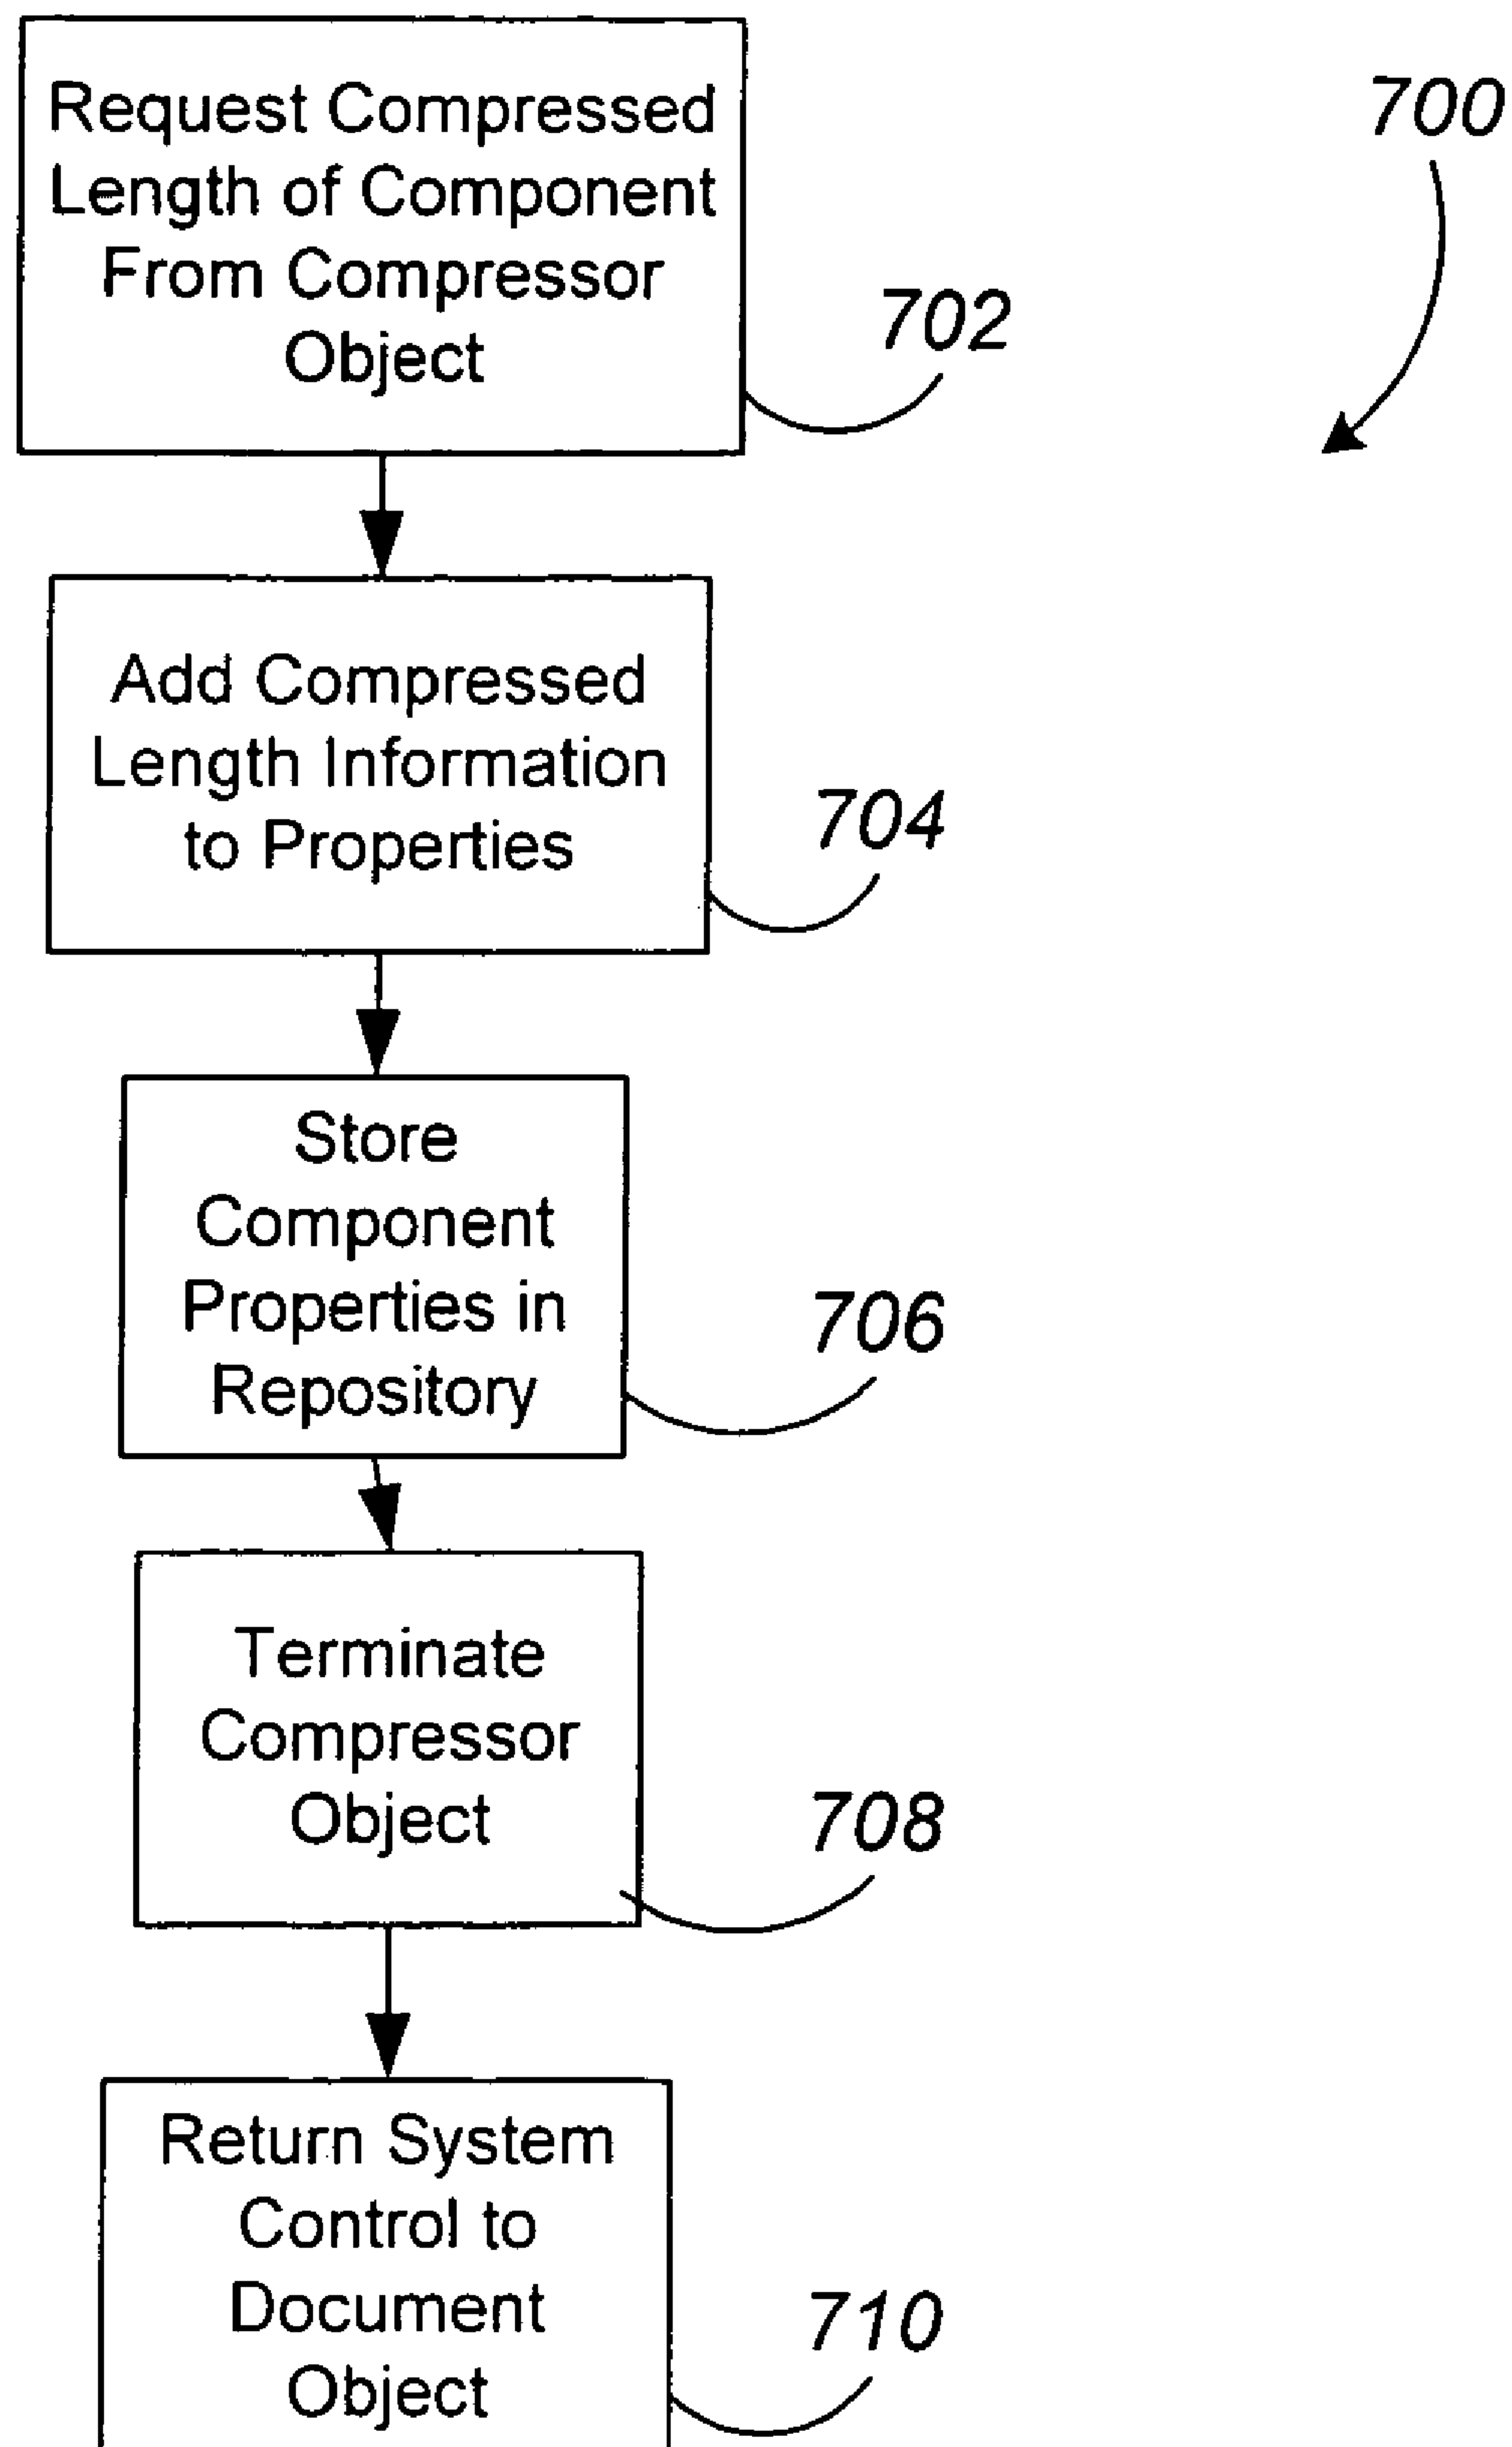 Request Compressed
Length of Component
From Compressor
Object
700
702
Add Compressed
Length Information
to Properties
704
Store
Component
Properties in
Repository
706
Terminate
Compressor
Object
708
Return System
Control to
Document
Object
710